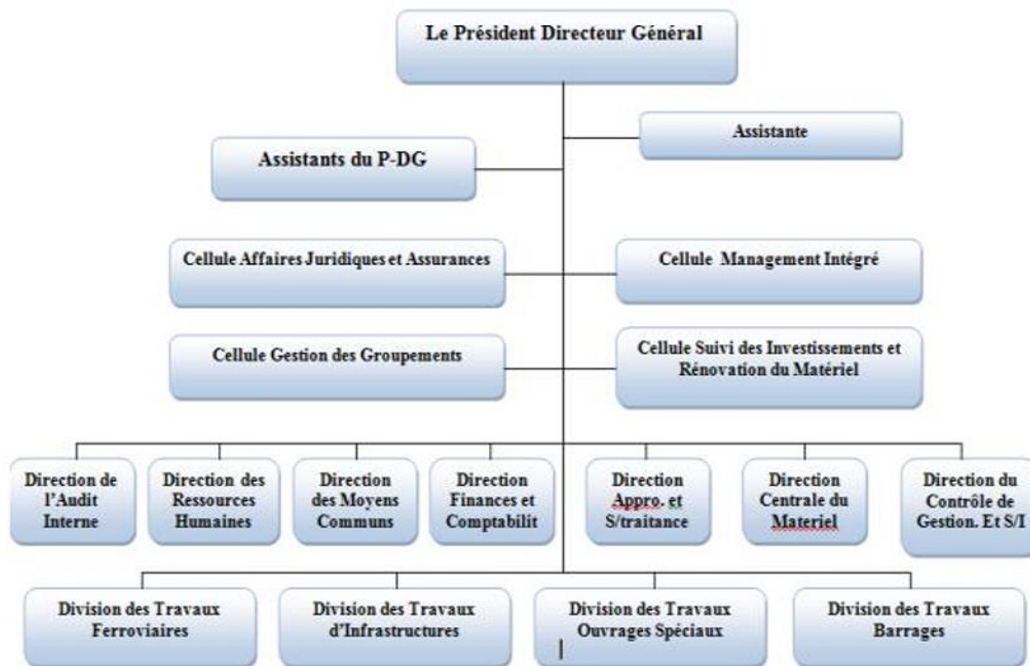 Le Président Directeur Général
Assistante
Assistants du P-DG
Cellule Affaires Juridiques et Assurances
Cellule Management Intégré
Cellule Gestion des Groupements
Cellule Suivi des Investissements et
Rénovation du Matériel
Direction de
l'Audit
Interne
Direction des
Ressources
Humaines
Direction
des Moyens
Communs
Direction
Finances et
Comptabilit
Direction
Appro. et
S/traitance
Direction
Centrale du
Materiel
Direction du
Contrôle de
Gestion. Et S/I
Division des Travaux
Ferroviaires
Division des Travaux
d'Infrastructures
Division des Travaux
Ouvrages Spéciaux
Division des Travaux
Barrages